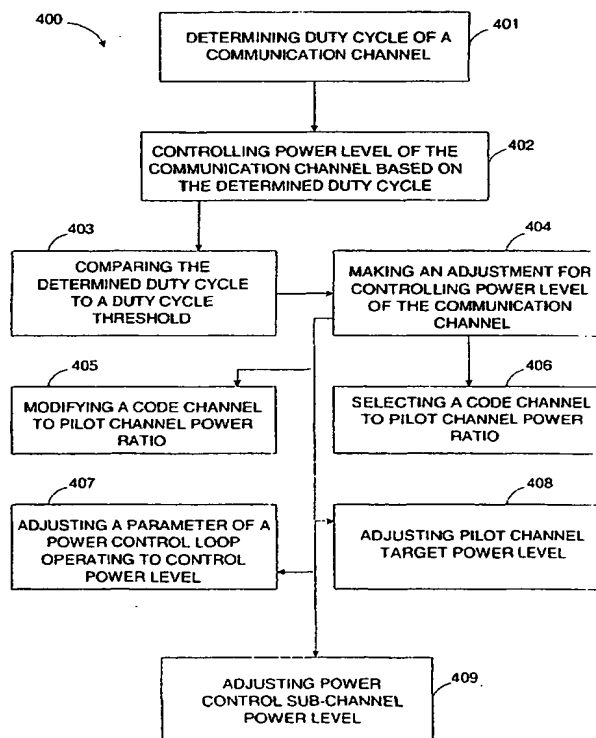 400
401
DETERMINING DUTY CYCLE OF A
COMMUNICATION CHANNEL
402
CONTROLLING POWER LEVEL OF THE
COMMUNICATION CHANNEL BASED ON
THE DETERMINED DUTY CYCLE
403
COMPARING THE
DETERMINED DUTY CYCLE
TO A DUTY CYCLE
THRESHOLD
404
MAKING AN ADJUSTMENT FOR
CONTROLLING POWER LEVEL
OF THE COMMUNICATION
CHANNEL
405
MODIFYING A CODE CHANNEL
TO PILOT CHANNEL POWER
RATIO
406
SELECTING A CODE CHANNEL
TO PILOT CHANNEL POWER
RATIO
407
ADJUSTING A PARAMETER OF A
POWER CONTROL LOOP
OPERATING TO CONTROL
POWER LEVEL
408
ADJUSTING PILOT CHANNEL
TARGET POWER LEVEL
409
ADJUSTING POWER
CONTROL SUB-CHANNEL
POWER LEVEL